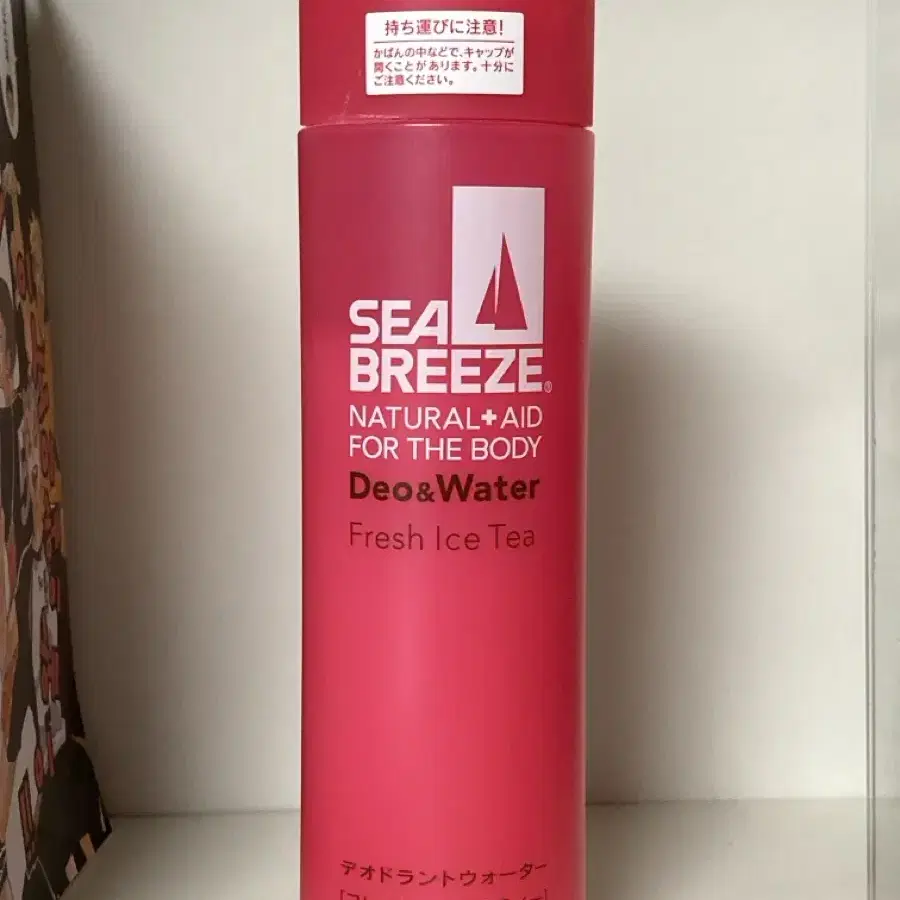 持ち運びに注意!
かばんの中などで、キャップが
開くことがあります。十分に
ご注意ください。
SEA
BREEZE®
NATURAL+AID
FOR THE BODY
Deo&Water
Fresh Ice Tea
デオドラントウォーター